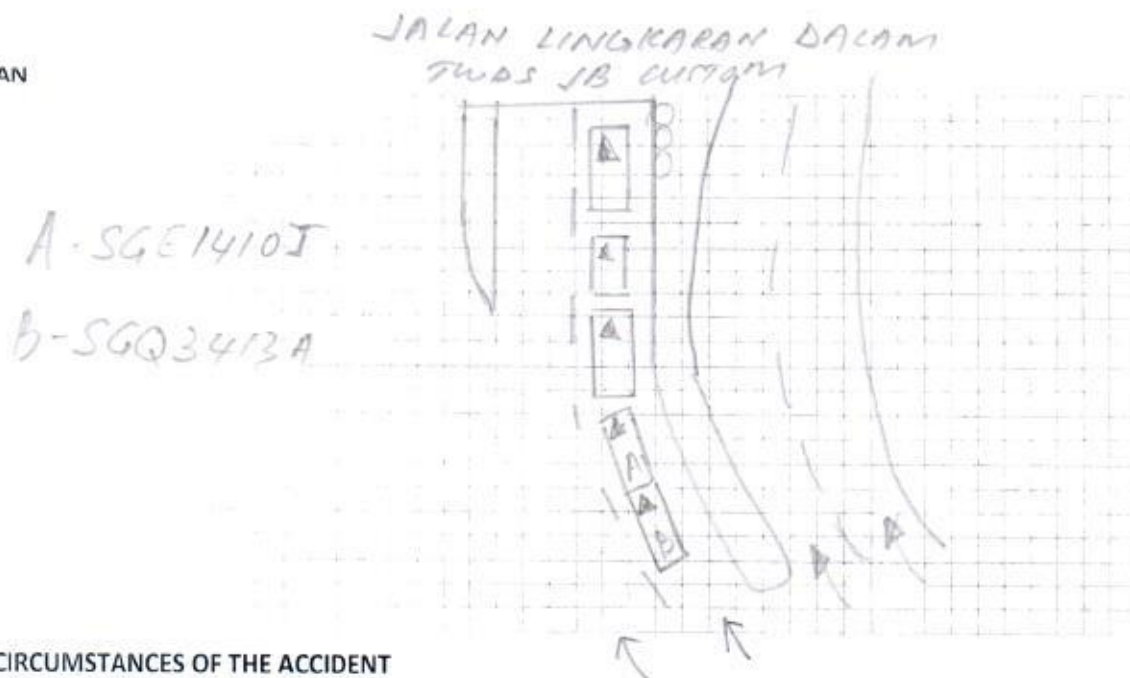 JALAN LINGKARAN DALAM
TWDS JB CUSTOM
AN
A - SGE1410J
B - SGQ3413A
A
B
CIRCUMSTANCES OF THE ACCIDENT